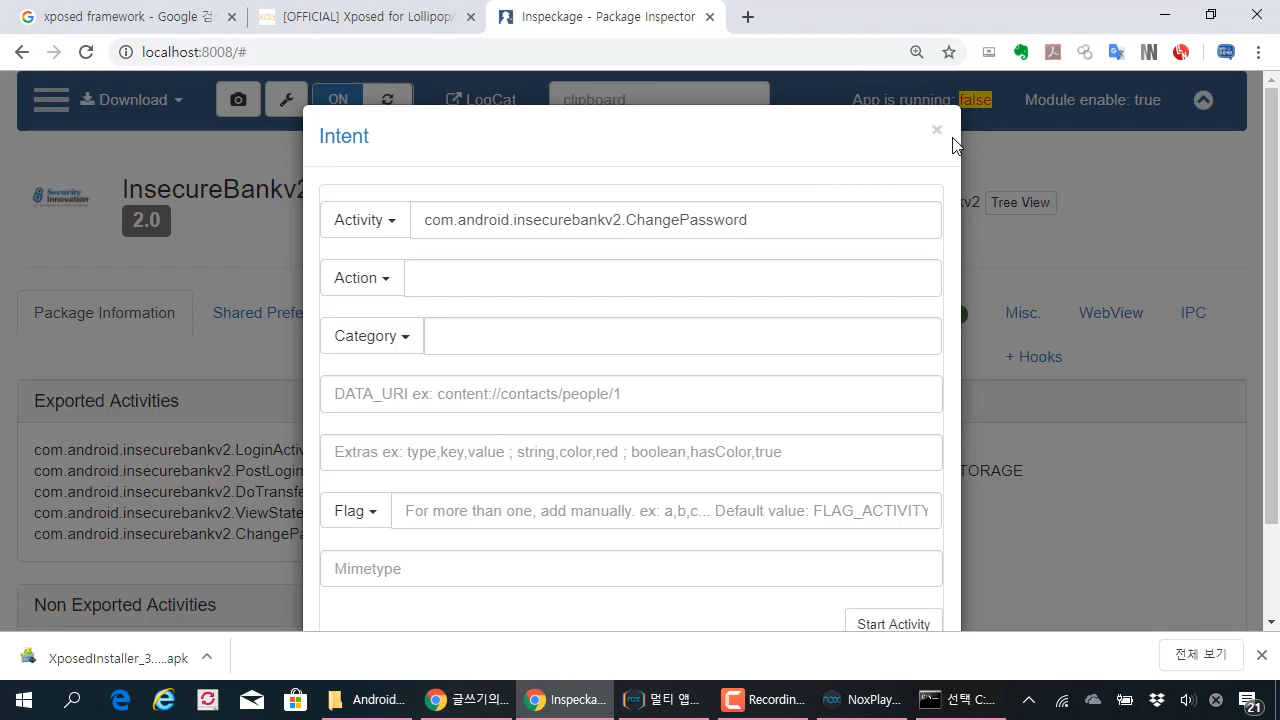 xposed framework - Google 검
[OFFICIAL] Xposed for Lollipop/
Inspeckage - Package Inspector
localhost:8008/#
Download
ON
LogCat
clipboard
App is running: false
Module enable: true
Intent
×
Security
Innovation
InsecureBankv2
2.0
kv2
Tree View
Activity
com.android.insecurebankv2.ChangePassword
Action
Category
DATA_URI ex: content://contacts/people/1
Extras ex: type,key,value ; string,color,red ; boolean,hasColor,true
Flag
For more than one, add manually. ex: a,b,c... Default value: FLAG_ACTIVITY
Mimetype
Start Activity
Package Information
Shared Prefe
Misc.
WebView
IPC
+ Hooks
Exported Activities
com.android.insecurebankv2.LoginActiv
com.android.insecurebankv2.PostLogin
com.android.insecurebankv2.DoTransfe
com.android.insecurebankv2.ViewState
com.android.insecurebankv2.ChangePa
TORAGE
Non Exported Activities
XposedInstaller_3.....apk
전체 보기
Android...
글쓰기의...
Inspecka...
멀티 앱...
Recordin...
NoxPlay...
선택 C:...
21